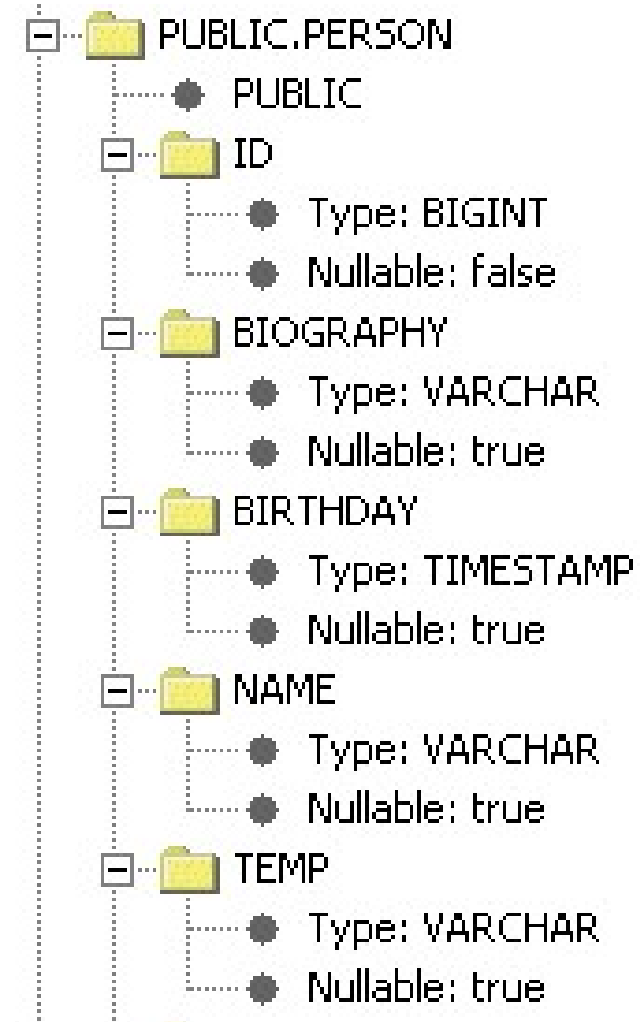 PUBLIC.PERSON
PUBLIC
ID
Type: BIGINT
Nullable: false
BIOGRAPHY
Type: VARCHAR
Nullable: true
BIRTHDAY
Type: TIMESTAMP
Nullable: true
NAME
Type: VARCHAR
Nullable: true
TEMP
Type: VARCHAR
Nullable: true